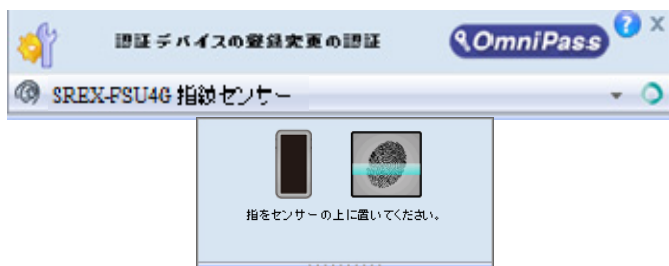 認証デバイスの登録変更の認証
OmniPass
?
X
SREX-FSU4G 指紋センサー
指をセンサーの上に置いてください。